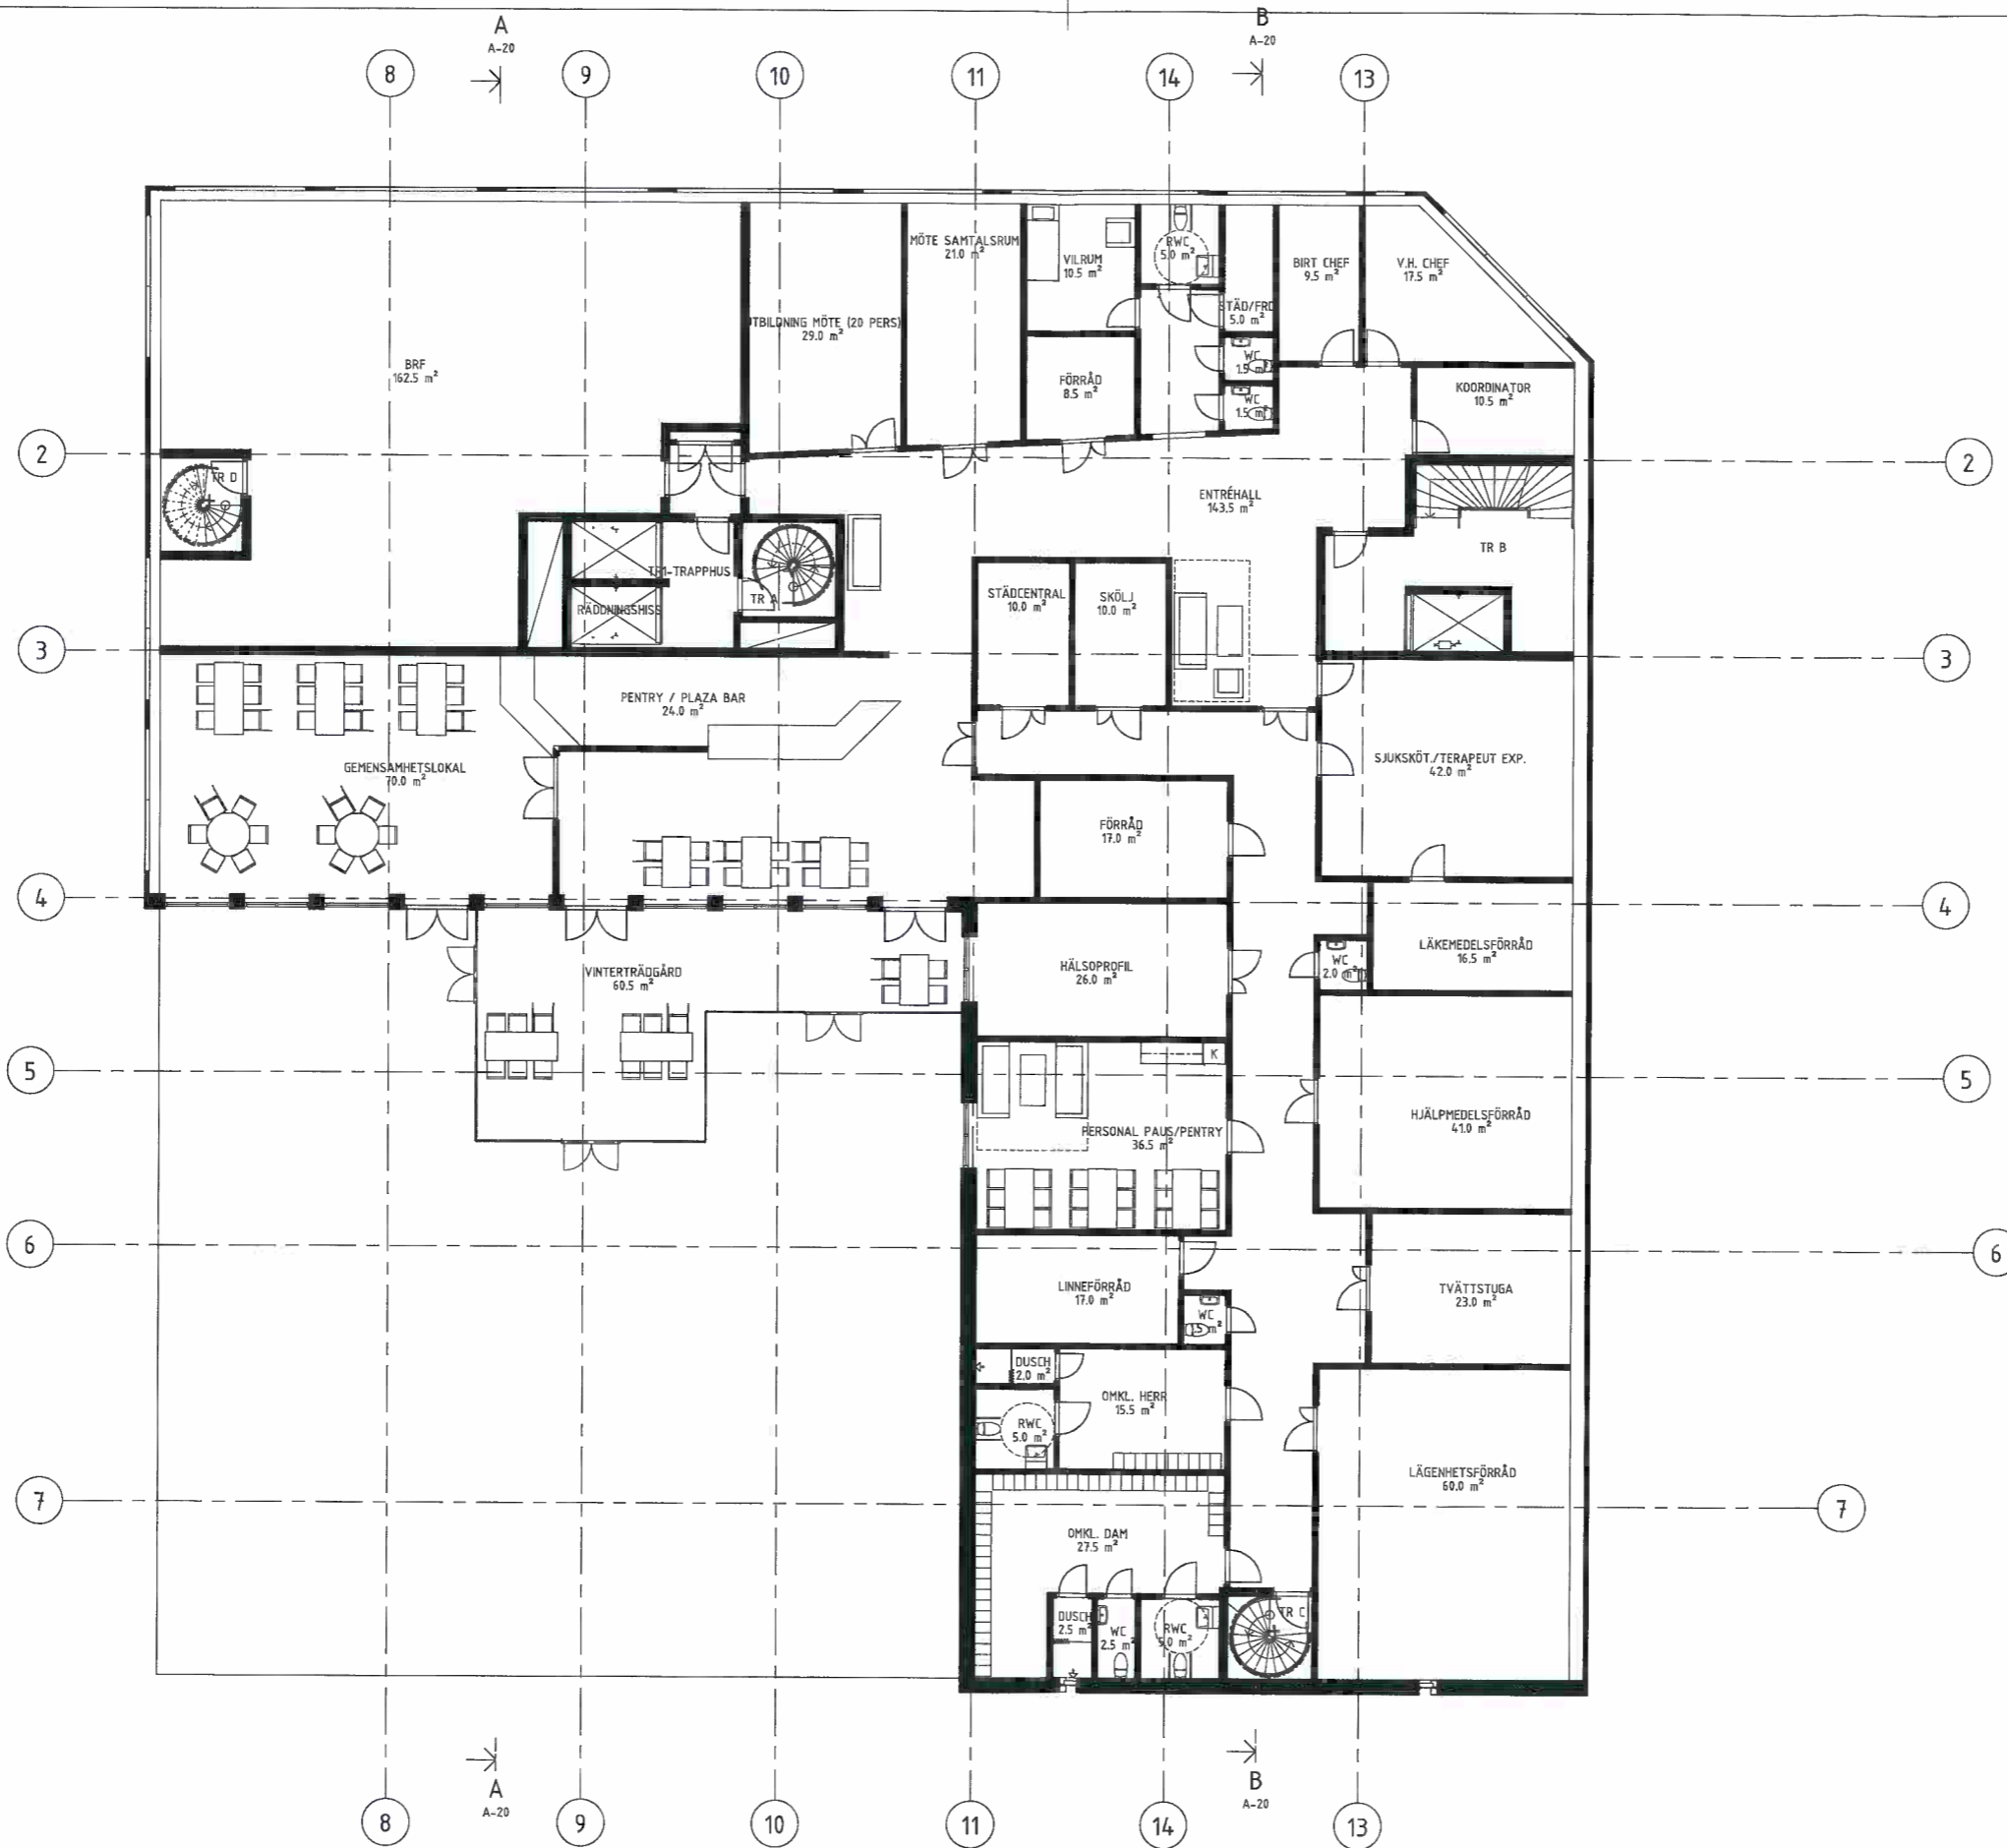 A
A-20
B
A-20
8
9
10
11
14
13
MÖTE SAMTALSRUM
21.0 m²
VILRUM
10.5 m²
RWC
5.0 m²
BIRT CHEF
9.5 m²
V.H. CHEF
17.5 m²
TÄD/FRD
5.0 m²
TBILDNING MÖTE (20 PERS)
29.0 m²
BRF
162.5 m²
WC
1.5 m²
FÖRRÅD
8.5 m²
WC
1.5 m²
KOORDINATOR
10.5 m²
2
2
TR D
ENTRÉHALL
143.5 m²
TR B
TR1-TRAPPHUS
RÄDDNINGSHISS
TR A
STÄDCENTRAL
10.0 m²
SKÖLJ
10.0 m²
3
3
PENTRY / PLAZA BAR
24.0 m²
GEMENSAMHETSLOKAL
70.0 m²
SJUKSKÖT./TERAPEUT EXP.
42.0 m²
FÖRRÅD
17.0 m²
4
4
VINTERTRÄDGÅRD
60.5 m²
HÄLSOPROFIL
26.0 m²
WC
2.0 m²
LÄKEMEDELSFÖRRÅD
16.5 m²
5
5
K
PERSONAL PAUS/PENTRY
36.5 m²
HJÄLPMEDELSFÖRRÅD
41.0 m²
6
6
LINNEFÖRRÅD
17.0 m²
WC
.5 m²
TVÄTTSTUGA
23.0 m²
DUSCH
2.0 m²
OMKL. HERR
15.5 m²
RWC
5.0 m²
LÄGENHETSFÖRRÅD
60.0 m²
7
7
OMKL. DAM
27.5 m²
DUSCH
2.5 m²
WC
2.5 m²
RWC
5.0 m²
TR C
A
A-20
B
A-20
8
9
10
11
14
13